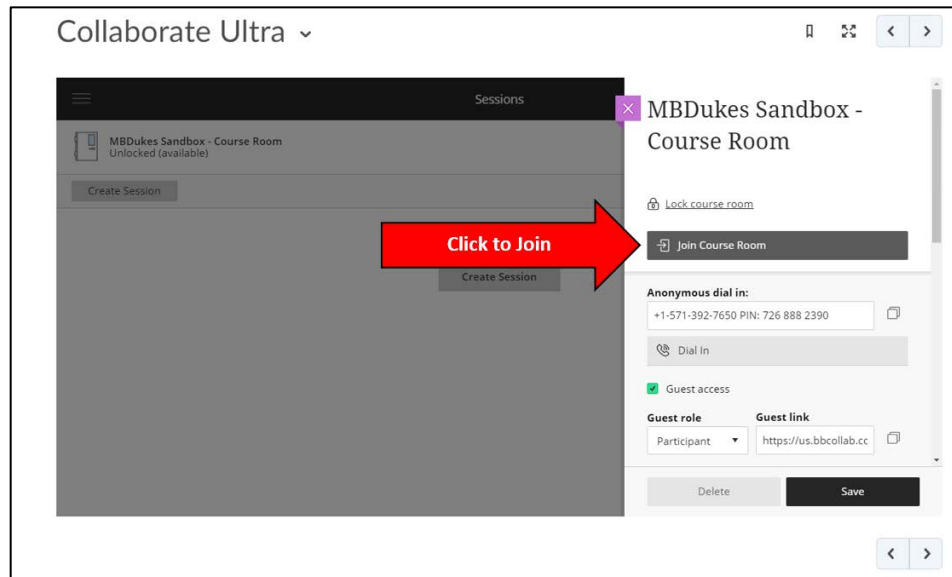 Collaborate Ultra
Sessions
MBDukes Sandbox - Course Room
Unlocked (available)
Create Session
Create Session
Click to Join
MBDukes Sandbox -
Course Room
Lock course room
Join Course Room
Anonymous dial in:
+1-571-392-7650 PIN: 726 888 2390
Dial In
Guest access
Guest role Guest link
Participant https://us.bbcollab.cc
Delete Save